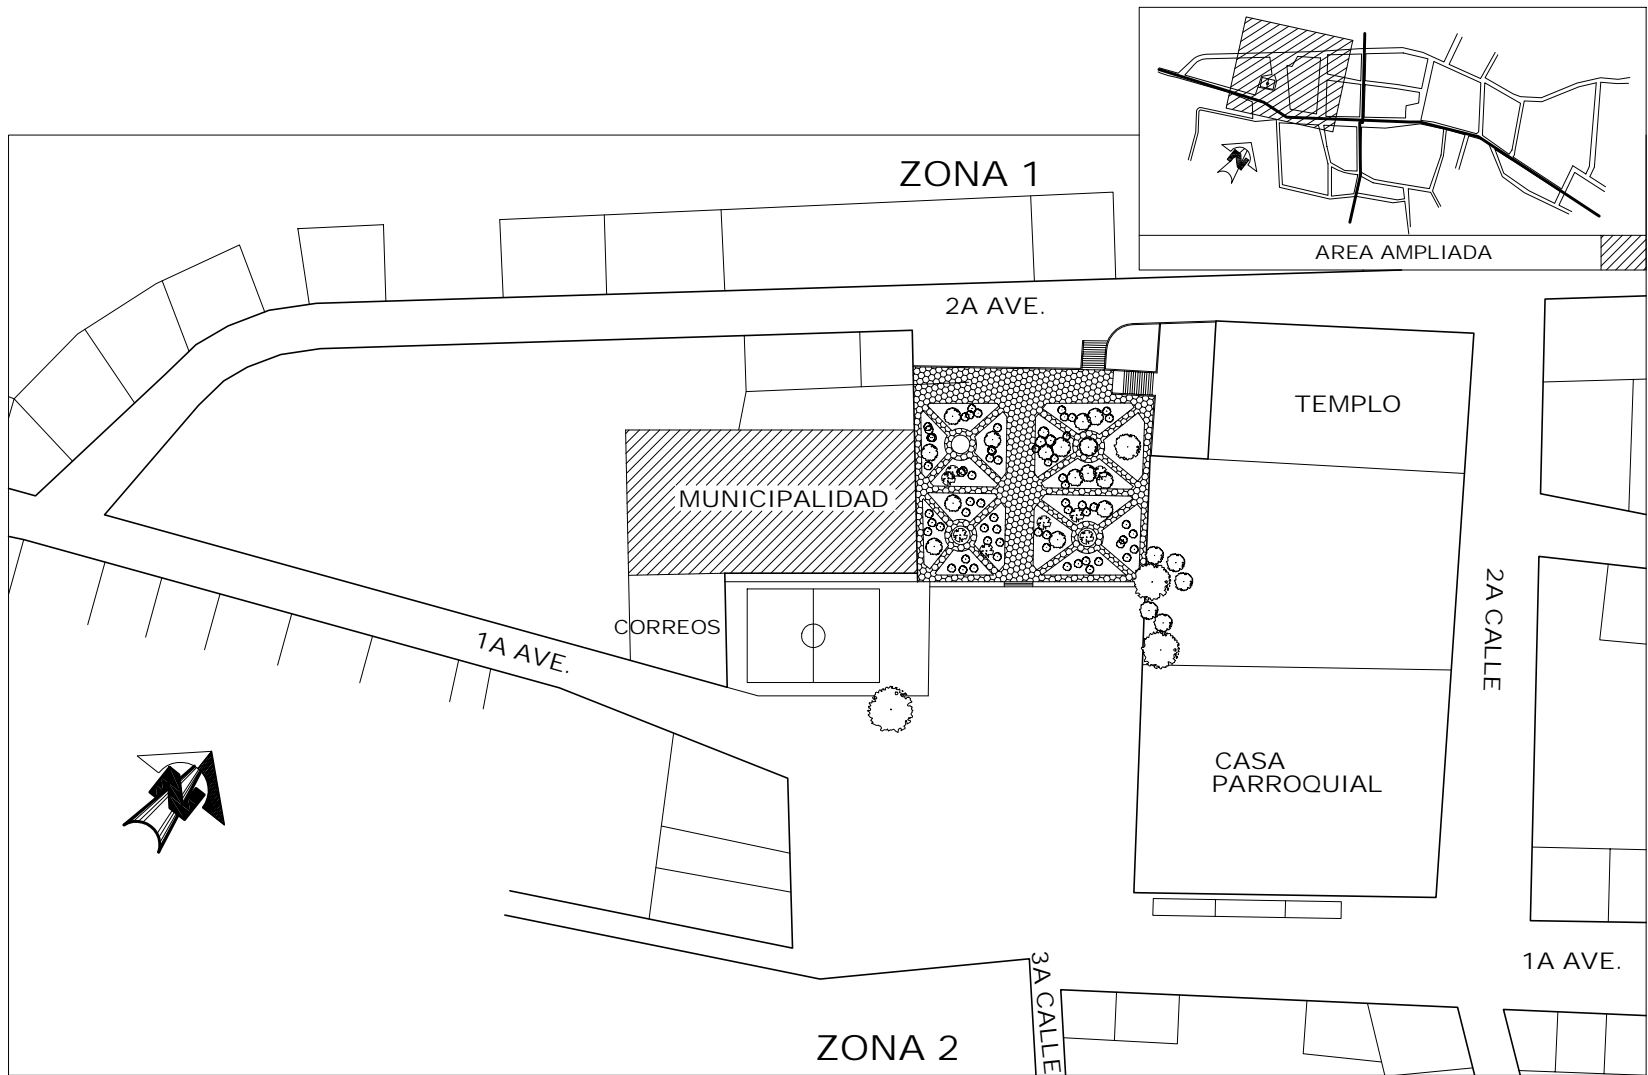 ZONA 1
AREA AMPLIADA
2A AVE.
TEMPLO
MUNICIPALIDAD
2A CALLE
CORREOS
1A AVE.
N
CASA
PARROQUIAL
1A AVE.
3A CALLE
ZONA 2